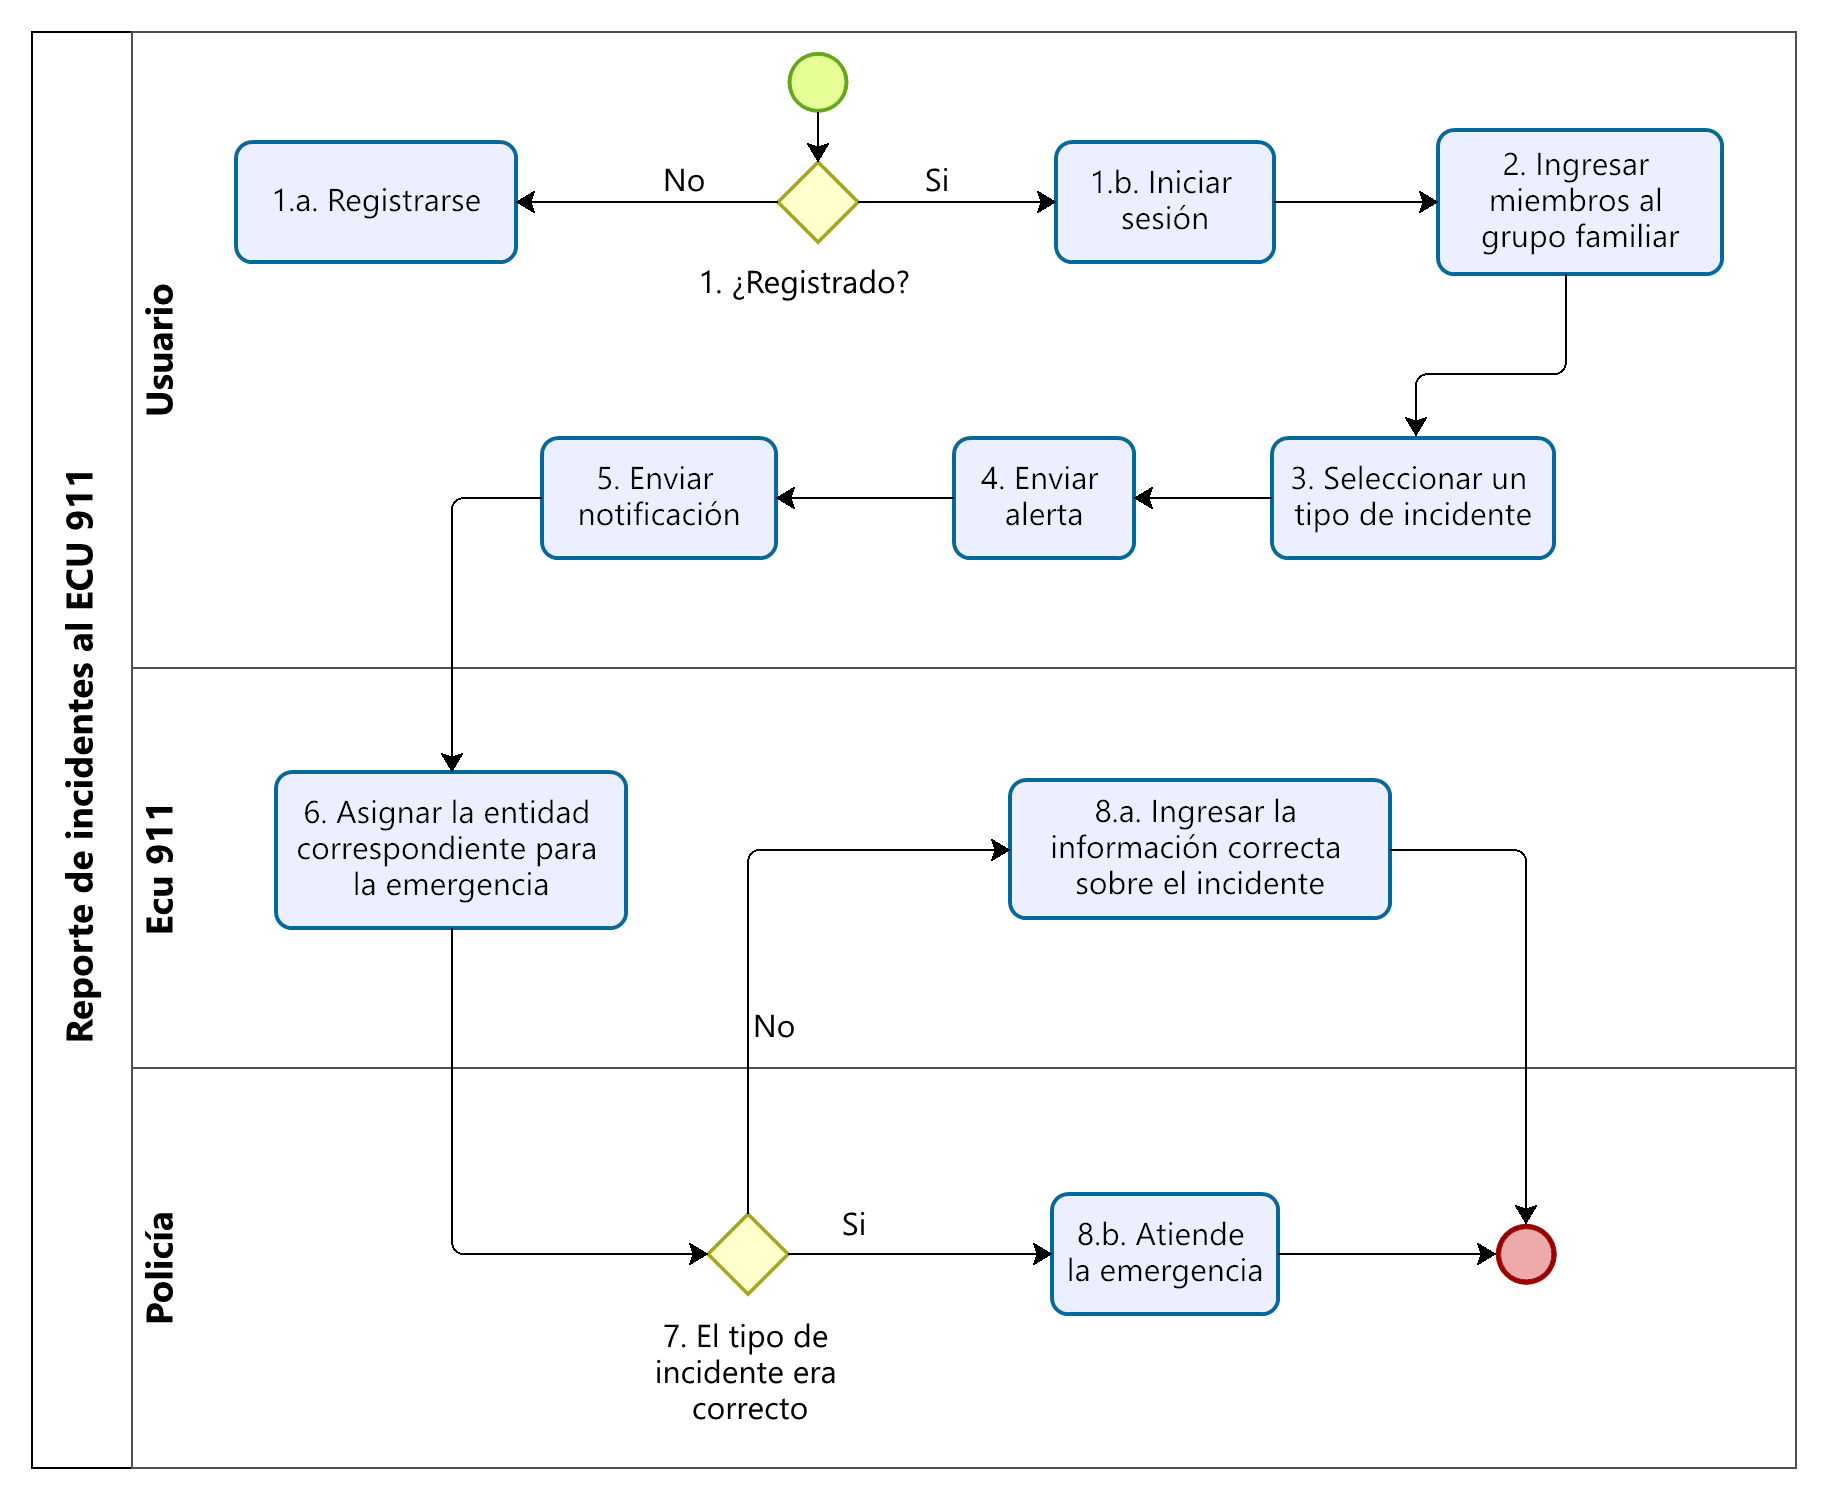 Reporte de incidentes al ECU 911
Usuario
1.a. Registrarse
No
Si
1. ¿Registrado?
1.b. Iniciar
sesión
2. Ingresar
miembros al
grupo familiar
3. Seleccionar un
tipo de incidente
4. Enviar
alerta
5. Enviar
notificación
Ecu 911
6. Asignar la entidad
correspondiente para
la emergencia
8.a. Ingresar la
información correcta
sobre el incidente
No
Policía
Si
7. El tipo de
incidente era
correcto
8.b. Atiende
la emergencia